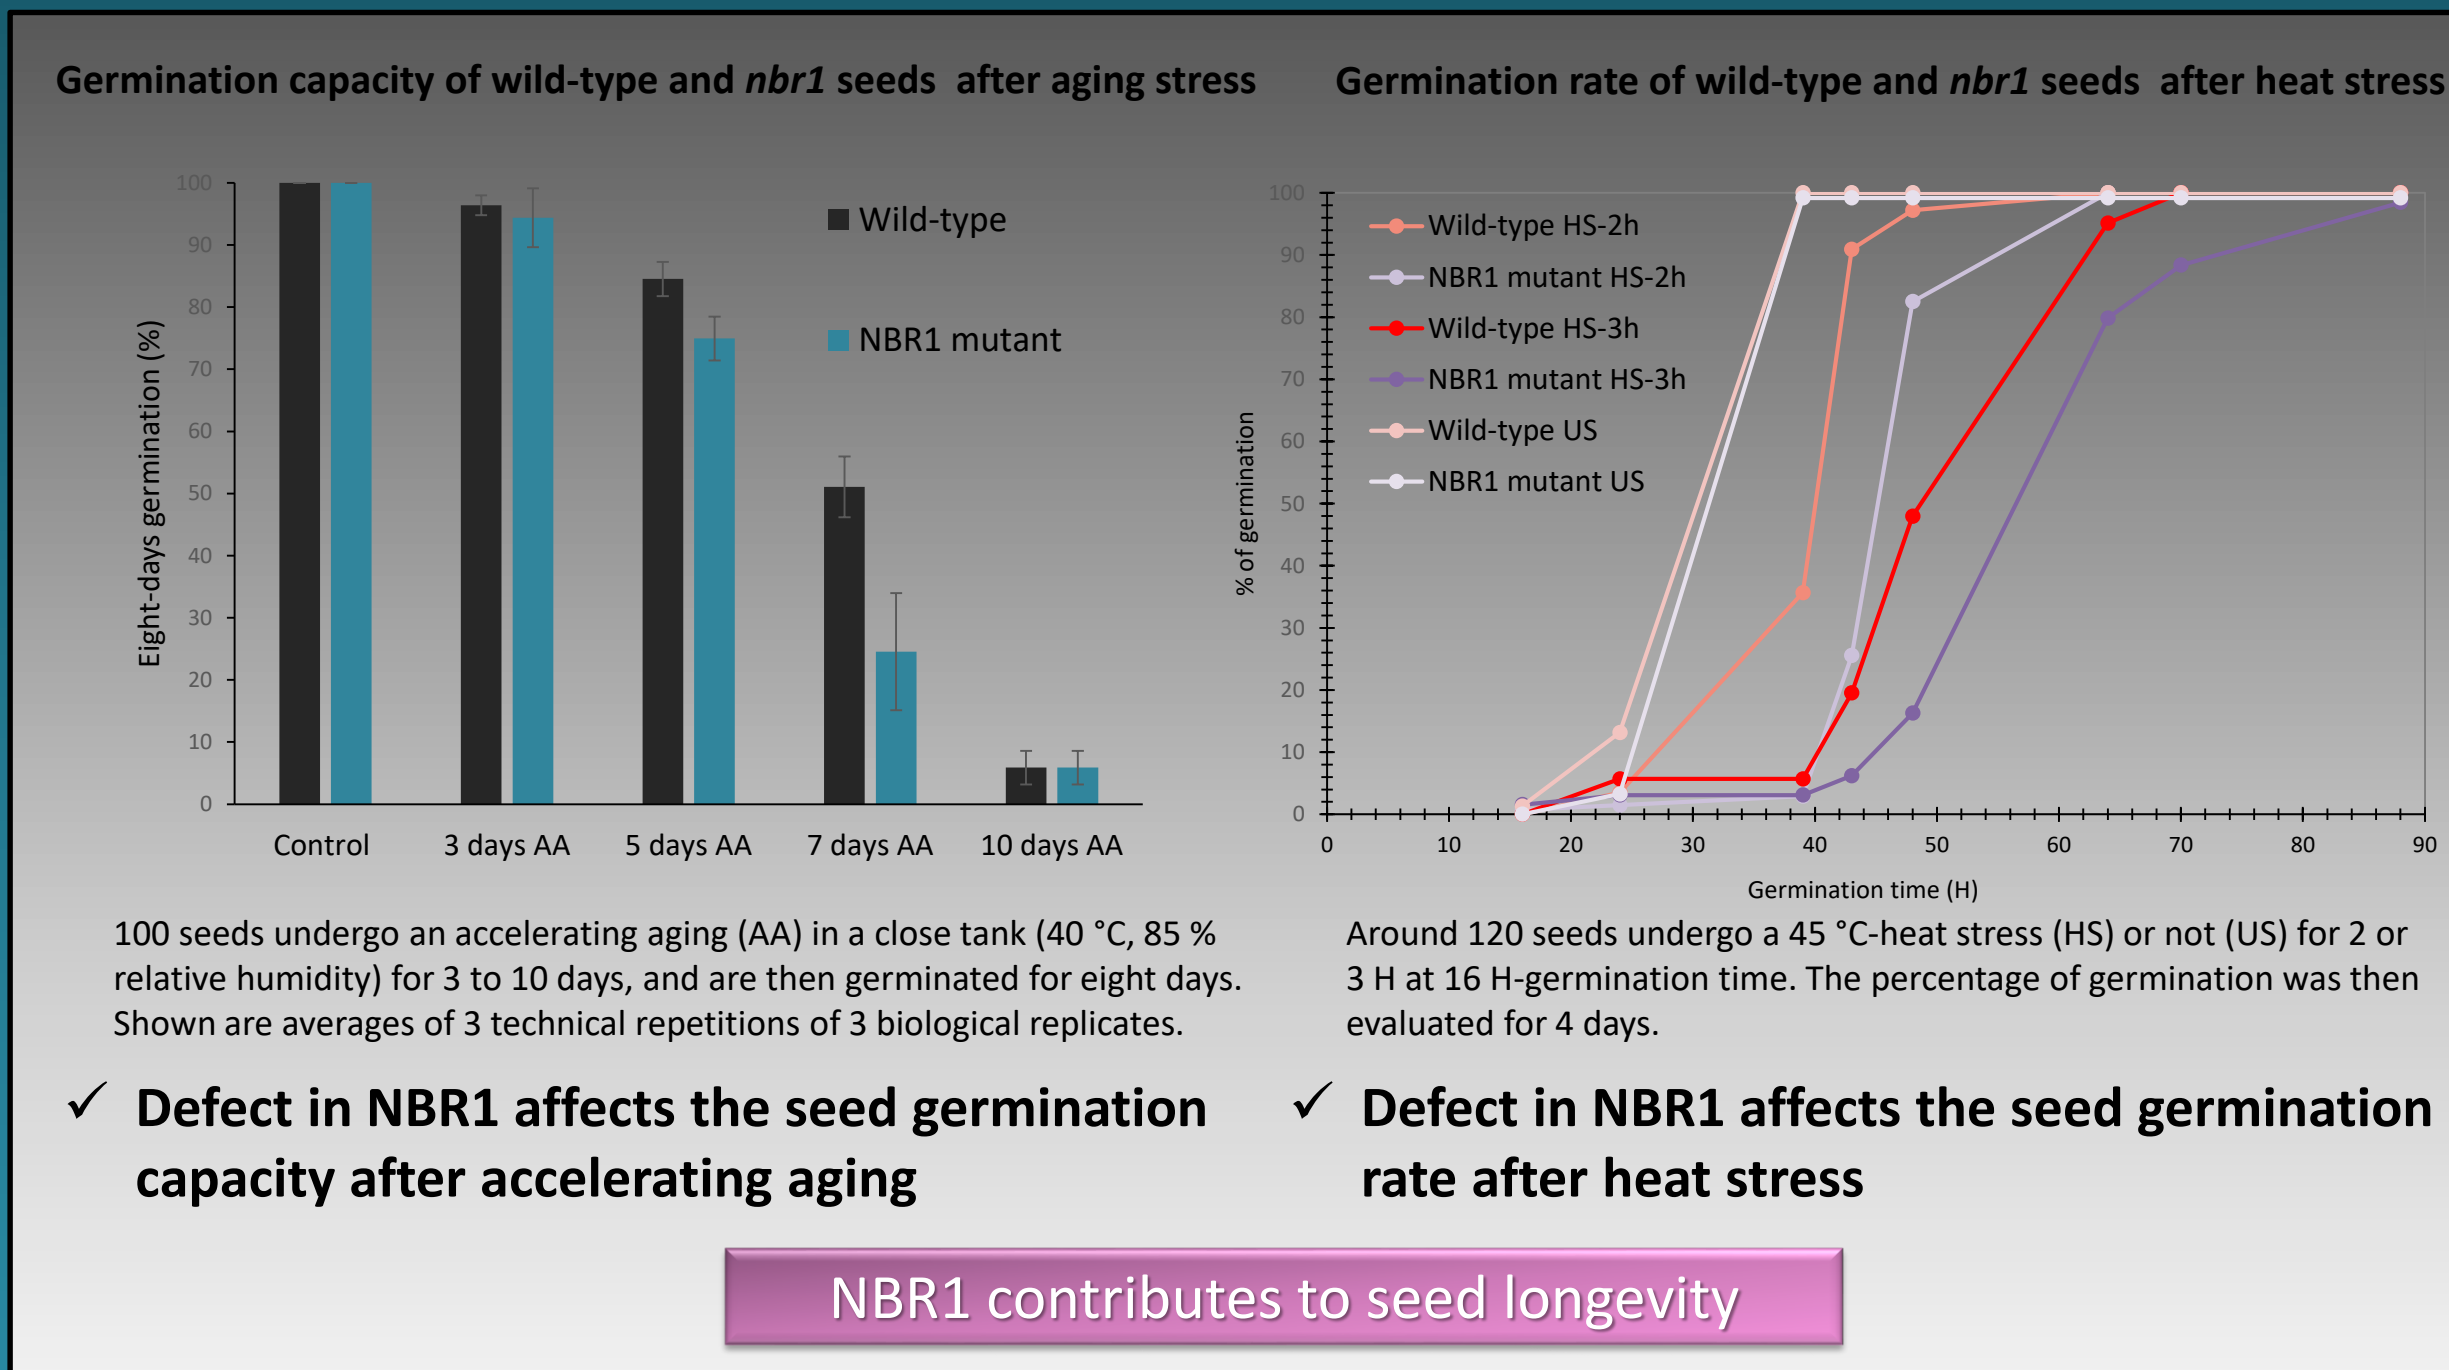 Germination capacity of wild-type and nbr1 seeds  after aging stress
100
90
80
70
60
50
40
30
20
10
0
Eight-days germination (%)
Wild-type
NBR1 mutant
Control
3 days AA
5 days AA
7 days AA
10 days AA
100 seeds undergo an accelerating aging (AA) in a close tank (40 °C, 85 %
relative humidity) for 3 to 10 days, and are then germinated for eight days.
Shown are averages of 3 technical repetitions of 3 biological replicates.
✓ Defect in NBR1 affects the seed germination
capacity after accelerating aging
Germination rate of wild-type and nbr1 seeds  after heat stress
100
90
80
70
60
50
40
30
20
10
0
% of germination
Wild-type HS-2h
NBR1 mutant HS-2h
Wild-type HS-3h
NBR1 mutant HS-3h
Wild-type US
NBR1 mutant US
0 10 20 30 40 50 60 70 80 90
Germination time (H)
Around 120 seeds undergo a 45 °C-heat stress (HS) or not (US) for 2 or
3 H at 16 H-germination time. The percentage of germination was then
evaluated for 4 days.
✓ Defect in NBR1 affects the seed germination
rate after heat stress
NBR1 contributes to seed longevity